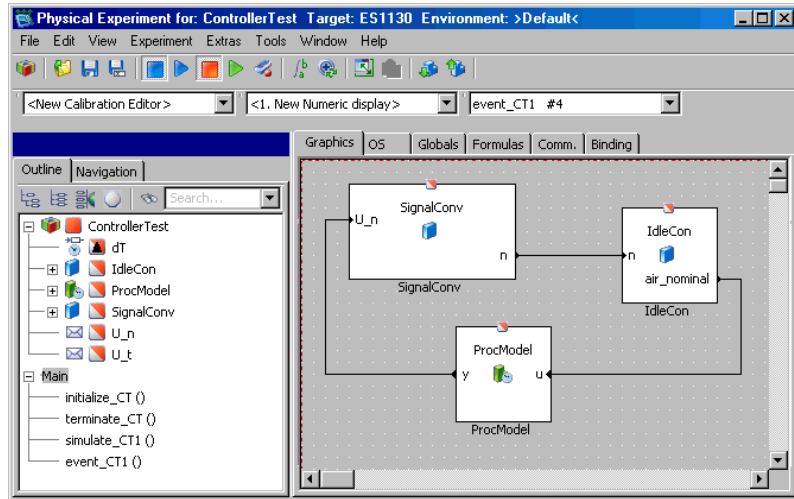 Physical Experiment for: ControllerTest Target: ES1130 Environment: >Default<
File Edit View Experiment Extras Tools Window Help
<New Calibration Editor> <1. New Numeric display> event_CT1 #4
Outline Navigation
Search...
ControllerTest
dT
IdleCon
ProcModel
SignalConv
U_n
U_t
Main
initialize_CT ()
terminate_CT ()
simulate_CT1 ()
event_CT1 ()
Graphics OS Globals Formulas Comm. Binding
SignalConv
U_n
n
SignalConv
IdleCon
n
air_nominal
IdleCon
ProcModel
y u
ProcModel